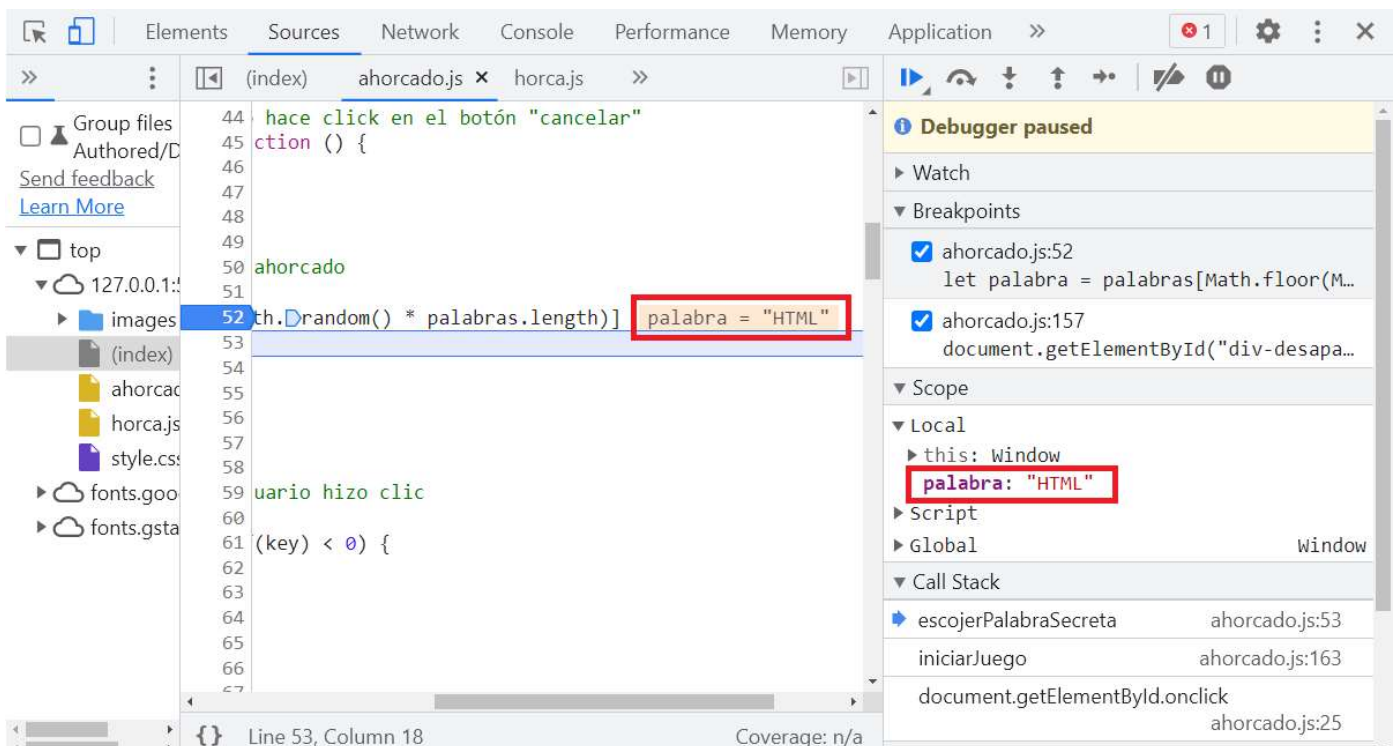 Elements Sources Network Console Performance Memory Application » 1
» (index) ahorcado.js × horca.js »
Group files
Authored/D
Send feedback
Learn More
top
127.0.0.1:5
images
(index)
ahorcad
horca.js
style.css
fonts.goo
fonts.gsta
44 hace click en el botón "cancelar"
45 ction () {
46
47
48
49
50 ahorcado
51
52 th.random() * palabras.length)] palabra = "HTML"
53
54
55
56
57
58
59 uario hizo clic
60
61 (key) < 0) {
62
63
64
65
66
67
{} Line 53, Column 18 Coverage: n/a
Debugger paused
Watch
Breakpoints
ahorcado.js:52
let palabra = palabras[Math.floor(M…
ahorcado.js:157
document.getElementById("div-desapa…
Scope
Local
this: Window
palabra: "HTML"
Script
Global Window
Call Stack
escojerPalabraSecreta ahorcado.js:53
iniciarJuego ahorcado.js:163
document.getElementById.onclick
ahorcado.js:25